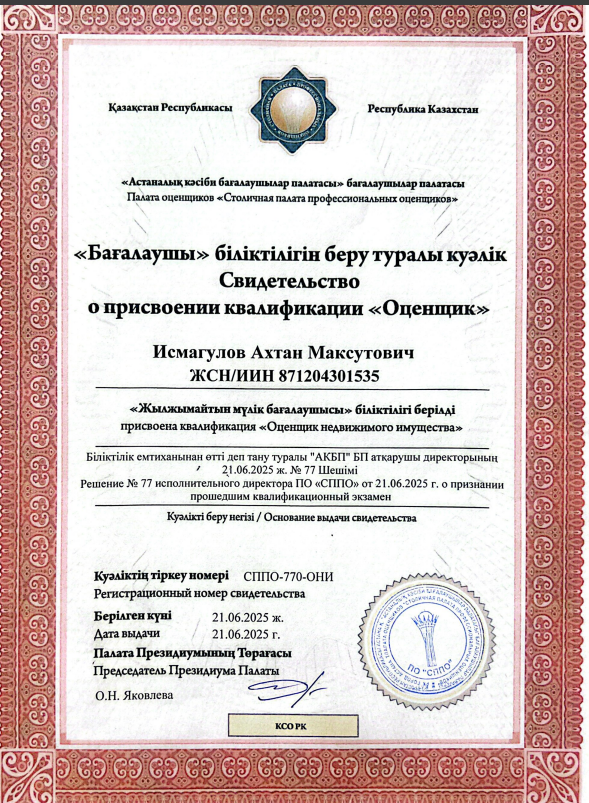 Қазақстан Республикасы
Республика Казахстан
«Астаналық кәсіби бағалаушылар палатасы» бағалаушылар палатасы
Палата оценщиков «Столичная палата профессиональных оценщиков»
«Бағалаушы» біліктілігін беру туралы куәлік
Свидетельство
о присвоении квалификации «Оценщик»
Исмагулов Ахтан Максутович
ЖСН/ИИН 871204301535
«Жылжымайтын мүлік бағалаушысы» біліктілігі берілді
присвоена квалификация «Оценщик недвижимого имущества»
Біліктілік емтиханынан өтті деп тану туралы "АКБП" БП атқарушы директорының
21.06.2025 ж. № 77 Шешімі
Решение № 77 исполнительного директора ПО «СППО» от 21.06.2025 г. о признании
прошедшим квалификационный экзамен
Куәлікті беру негізі / Основание выдачи свидетельства
Куәліктің тіркеу номері СППО-770-ОНИ
Регистрационный номер свидетельства
Берілген күні 21.06.2025 ж.
Дата выдачи 21.06.2025 г.
Палата Президиумының Төрағасы
Председатель Президиума Палаты
О.Н. Яковлева
ПО "СППО"
КСО РК